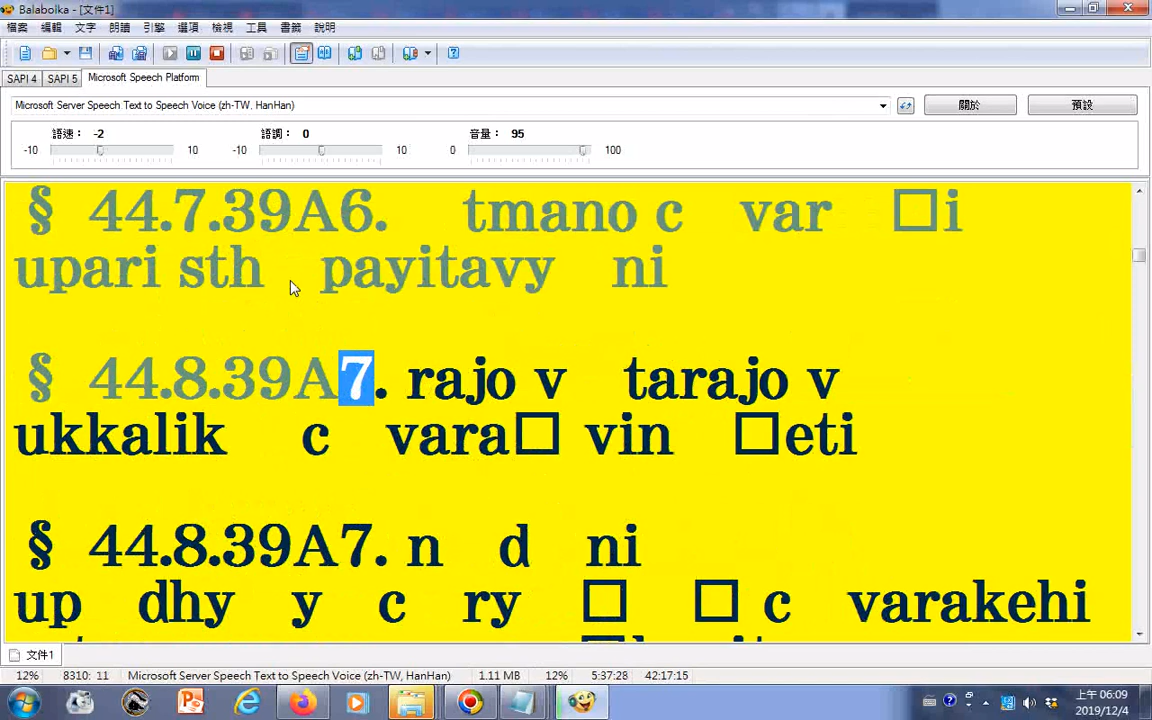 Balabolka - [文件1]
檔案 編輯 文字 朗讀 引擎 選項 檢視 工具 書籤 說明
SAPI 4 SAPI 5 Microsoft Speech Platform
Microsoft Server Speech Text to Speech Voice (zh-TW, HanHan) 關於 預設
語速： -2 語調： 0 音量： 95
-10 10 -10 10 0 100
§ 44.7.39A6. tmano c var □i
upari sth payitavy ni
§ 44.8.39A7. rajo v tarajo v
ukkalik c vara□ vin □eti
§ 44.8.39A7. n d ni
up dhy y c ry □ □ c varakehi
文件1
12% 8310: 11 Microsoft Server Speech Text to Speech Voice (zh-TW, HanHan) 1.11 MB 12% 5:37:28 42:17:15
上午 06:09
2019/12/4